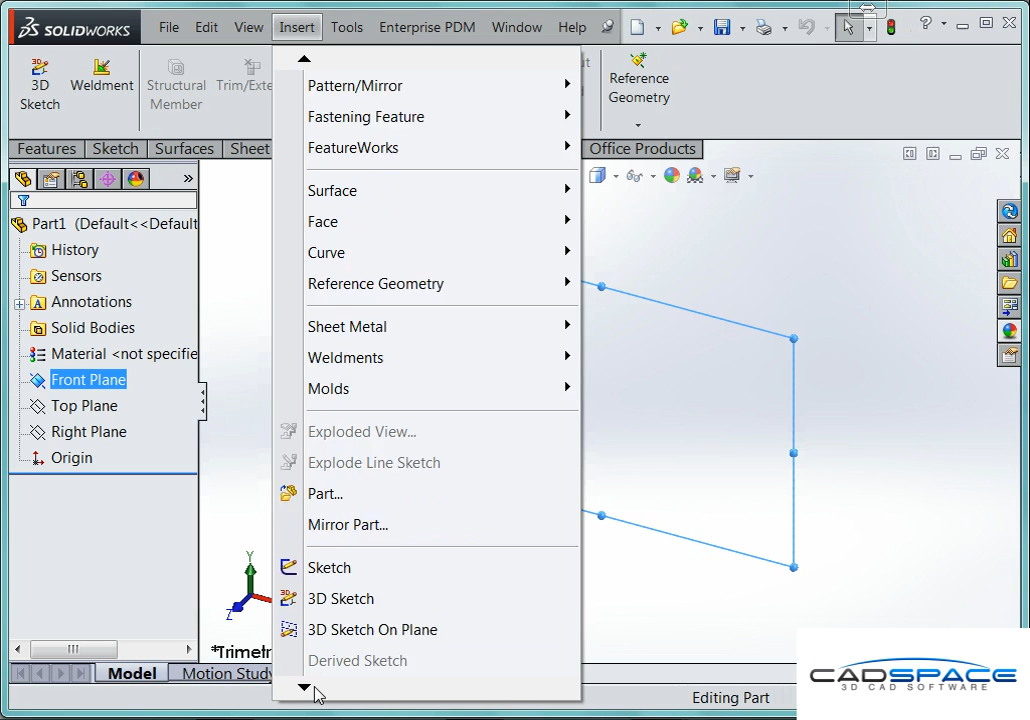 SOLIDWORKS File Edit View Insert Tools Enterprise PDM Window Help
3D Sketch
Weldment
Structural Member
Trim/Exte
Reference Geometry
Features Sketch Surfaces Sheet Office Products
Pattern/Mirror
Fastening Feature
FeatureWorks
Surface
Face
Curve
Reference Geometry
Sheet Metal
Weldments
Molds
Exploded View...
Explode Line Sketch
Part...
Mirror Part...
Sketch
3D Sketch
3D Sketch On Plane
Derived Sketch
Part1 (Default<<Default
History
Sensors
Annotations
Solid Bodies
Material <not specifie
Front Plane
Top Plane
Right Plane
Origin
Y
Z
*Trimetr
Model Motion Study
Editing Part
CADSPACE
3D CAD SOFTWARE